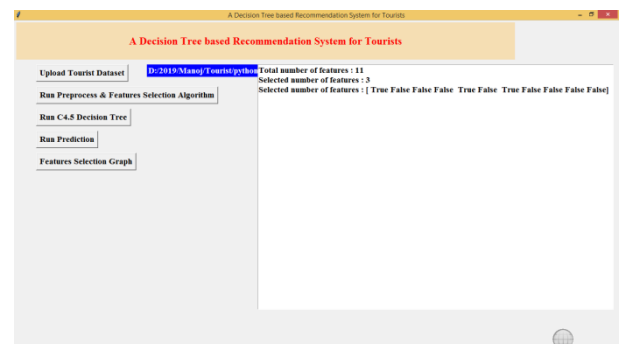 A Decision Tree based Recommendation System for Tourists
A Decision Tree based Recommendation System for Tourists
Upload Tourist Dataset
D:/2019/Manoj/Tourist/python
Run Preprocess & Features Selection Algorithm
Run C4.5 Decision Tree
Run Prediction
Features Selection Graph
Total number of features : 11
Selected number of features : 3
Selected number of features : [ True False False False  True False  True False False False False]